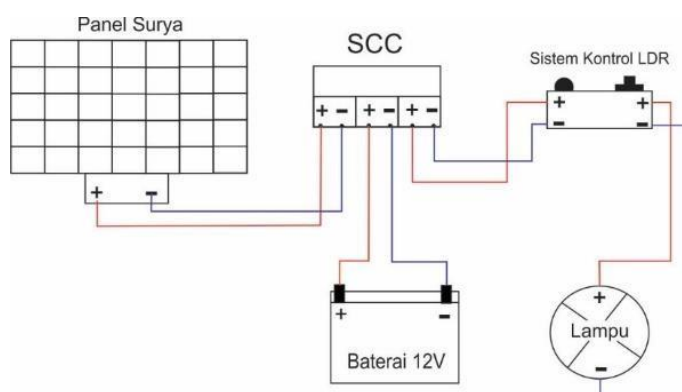 Panel Surya
SCC
Sistem Kontrol LDR
+ - + - + -
+ +
- -
+ -
+ -
Baterai 12V
+
Lampu
-